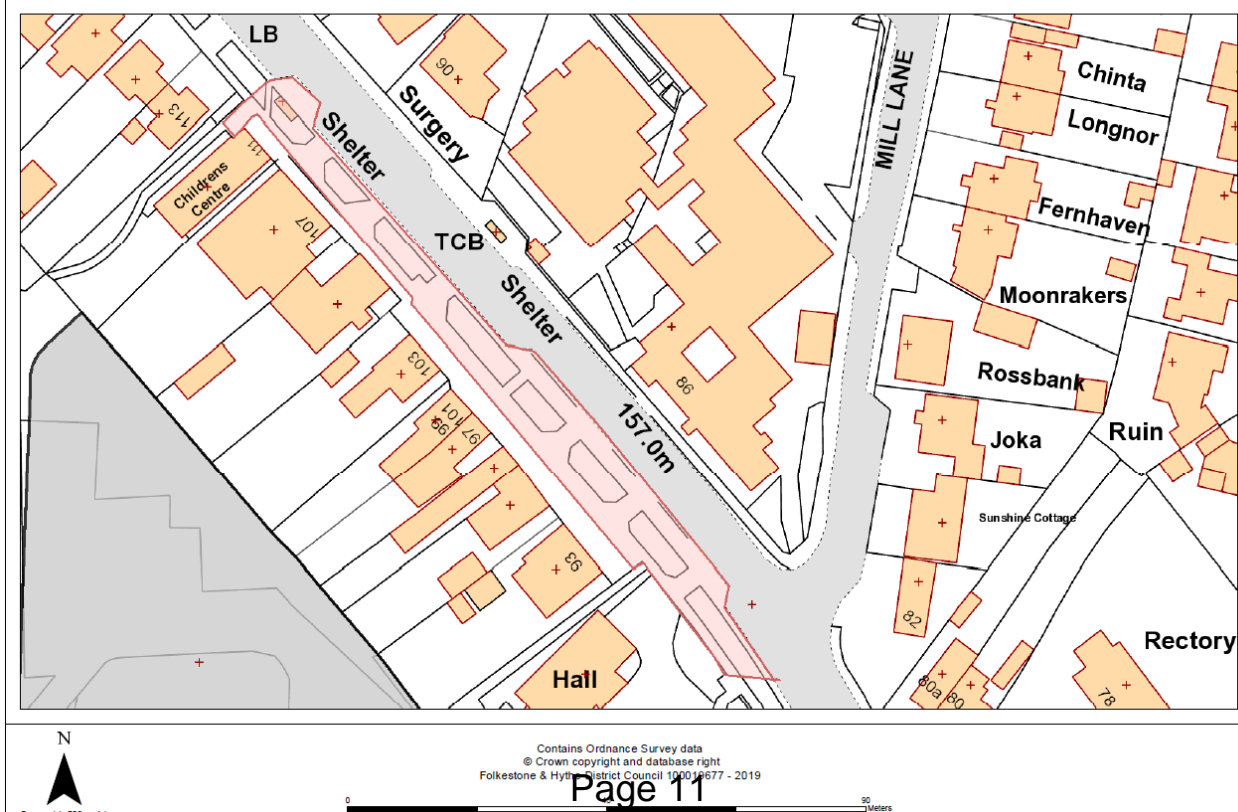 LB
90
Surgery
Shelter
113
111
Childrens
Centre
107
TCB
Shelter
MILL LANE
Chinta
Longnor
Fernhaven
Moonrakers
Rossbank
Joka
Ruin
Sunshine Cottage
103
101
99
97
98
157.0m
93
Hall
82
80a
80
78
Rectory
N
Contains Ordnance Survey data
© Crown copyright and database right
Folkestone & Hythe District Council 100019677 - 2019
Page 11
0
90
Meters